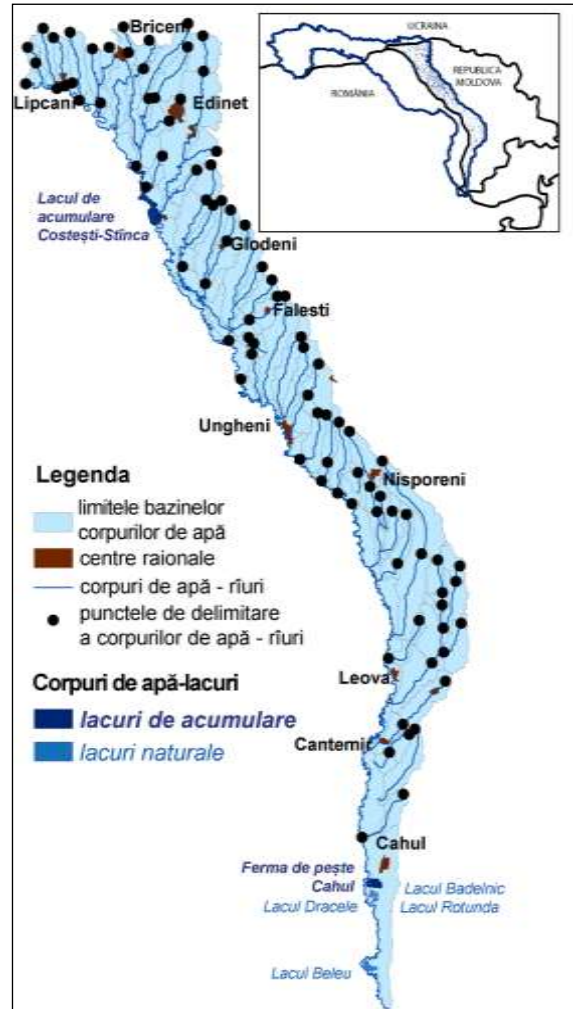 UCRAINA
REPUBLICA
MOLDOVA
ROMÂNIA
Briceni
Lipcani
Edinet
Lacul de
acumulare
Costești-Stînca
Glodeni
Falesti
Ungheni
Nisporeni
Legenda
limitele bazinelor
corpurilor de apă
centre raionale
corpuri de apă - rîuri
punctele de delimitare
a corpurilor de apă - rîuri
Corpuri de apă-lacuri
lacuri de acumulare
lacuri naturale
Leova
Cantemir
Cahul
Ferma de pește
Cahul
Lacul Badelnic
Lacul Dracele
Lacul Rotunda
Lacul Beleu